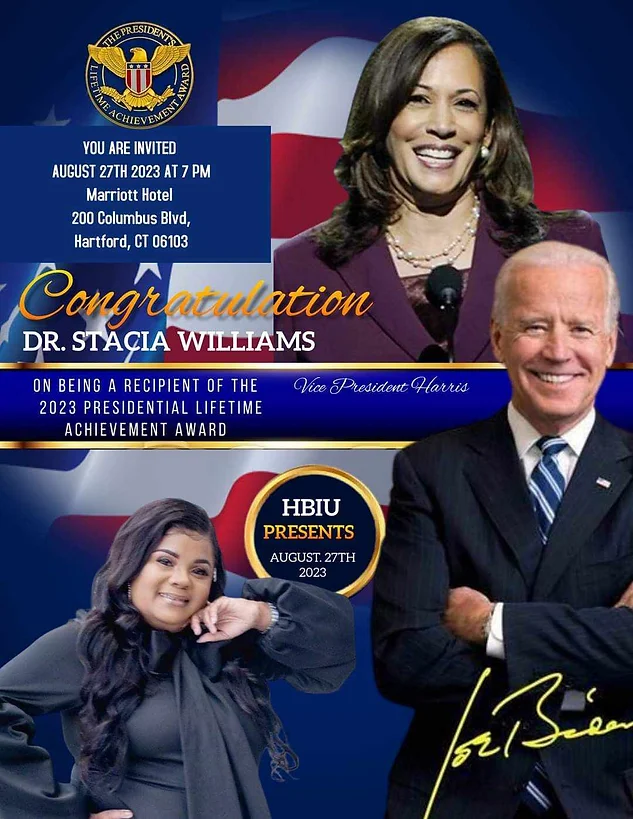 THE PRESIDENT'S
LIFETIME ACHIEVEMENT AWARD
YOU ARE INVITED
AUGUST 27TH 2023 AT 7 PM
Marriott Hotel
200 Columbus Blvd,
Hartford, CT 06103
Congratulation
DR. STACIA WILLIAMS
ON BEING A RECIPIENT OF THE
2023 PRESIDENTIAL LIFETIME
ACHIEVEMENT AWARD
Vice President Harris
HBIU
PRESENTS
AUGUST. 27TH
2023
Joe Biden